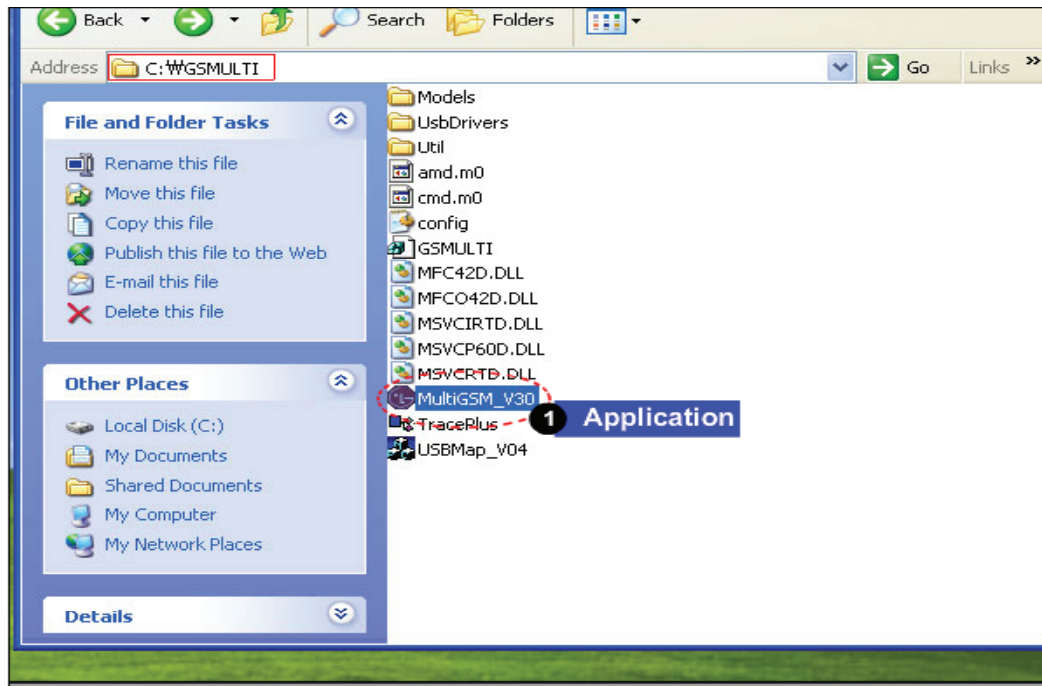 Back Search Folders
Address C:₩GSMULTI Go Links »
File and Folder Tasks
Rename this file
Move this file
Copy this file
Publish this file to the Web
E-mail this file
Delete this file
Other Places
Local Disk (C:)
My Documents
Shared Documents
My Computer
My Network Places
Details
Models
UsbDrivers
Util
amd.m0
cmd.m0
config
GSMULTI
MFC42D.DLL
MFCO42D.DLL
MSVCIRTD.DLL
MSVCP60D.DLL
MSVCRTD.DLL
MultiGSM_V30
1 Application
TracePlus
USBMap_V04